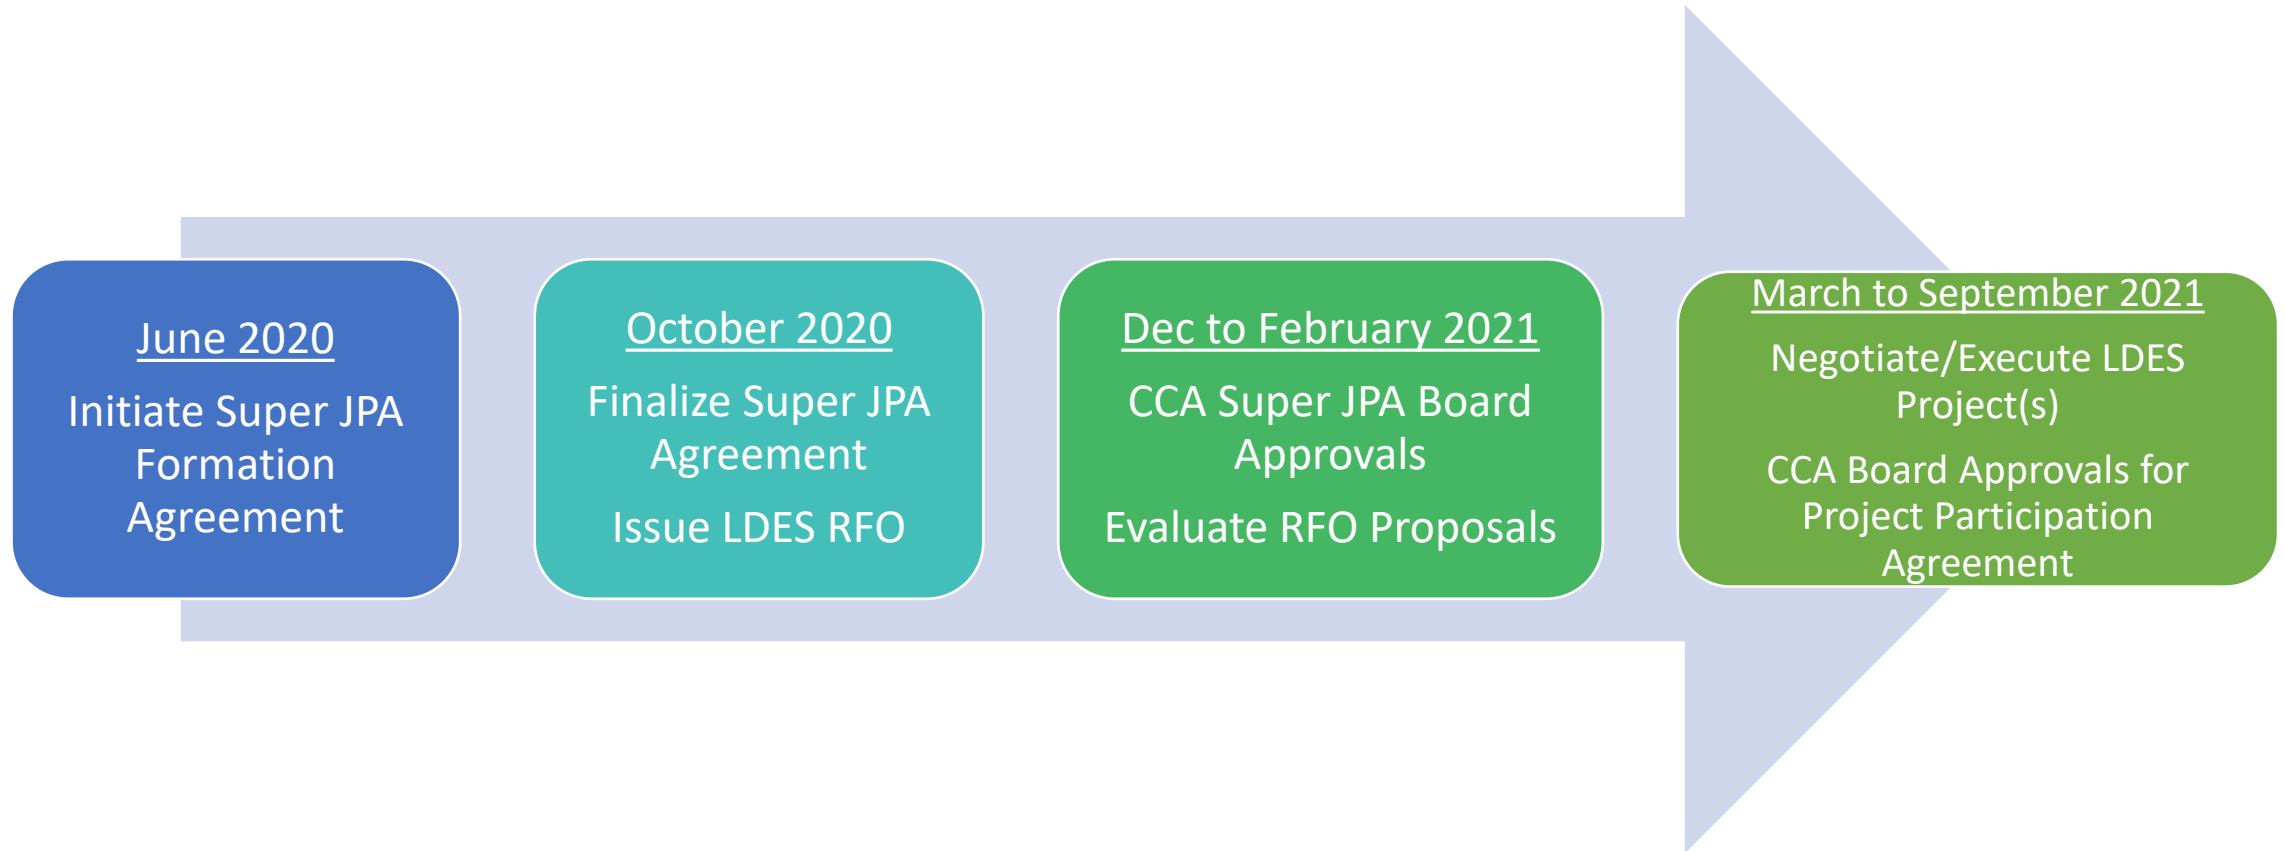 June 2020
Initiate Super JPA
Formation
Agreement
October 2020
Finalize Super JPA
Agreement
Issue LDES RFO
Dec to February 2021
CCA Super JPA Board
Approvals
Evaluate RFO Proposals
March to September 2021
Negotiate/Execute LDES
Project(s)
CCA Board Approvals for
Project Participation
Agreement